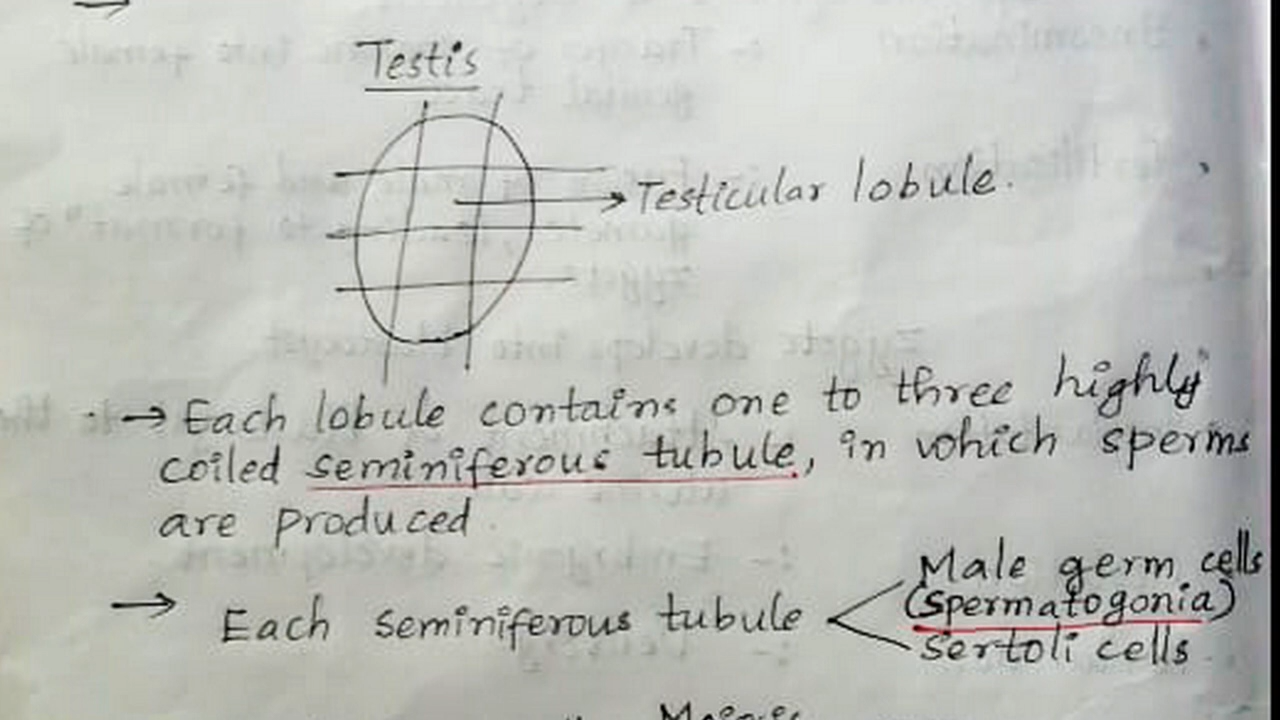 →
Testis
→ Testicular lobule.
→ Each lobule contains one to three highly
coiled seminiferous tubule, in which sperms
are produced
→ Each seminiferous tubule < Male germ cells
(spermatogonia)
Sertoli cells